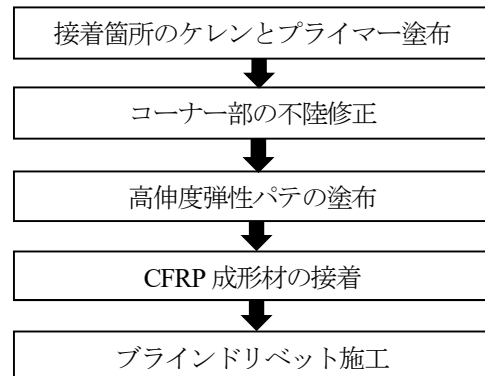 接着箇所のケレンとプライマー塗布
コーナー部の不陸修正
高伸度弾性パテの塗布
CFRP 成形材の接着
ブラインドリベット施工